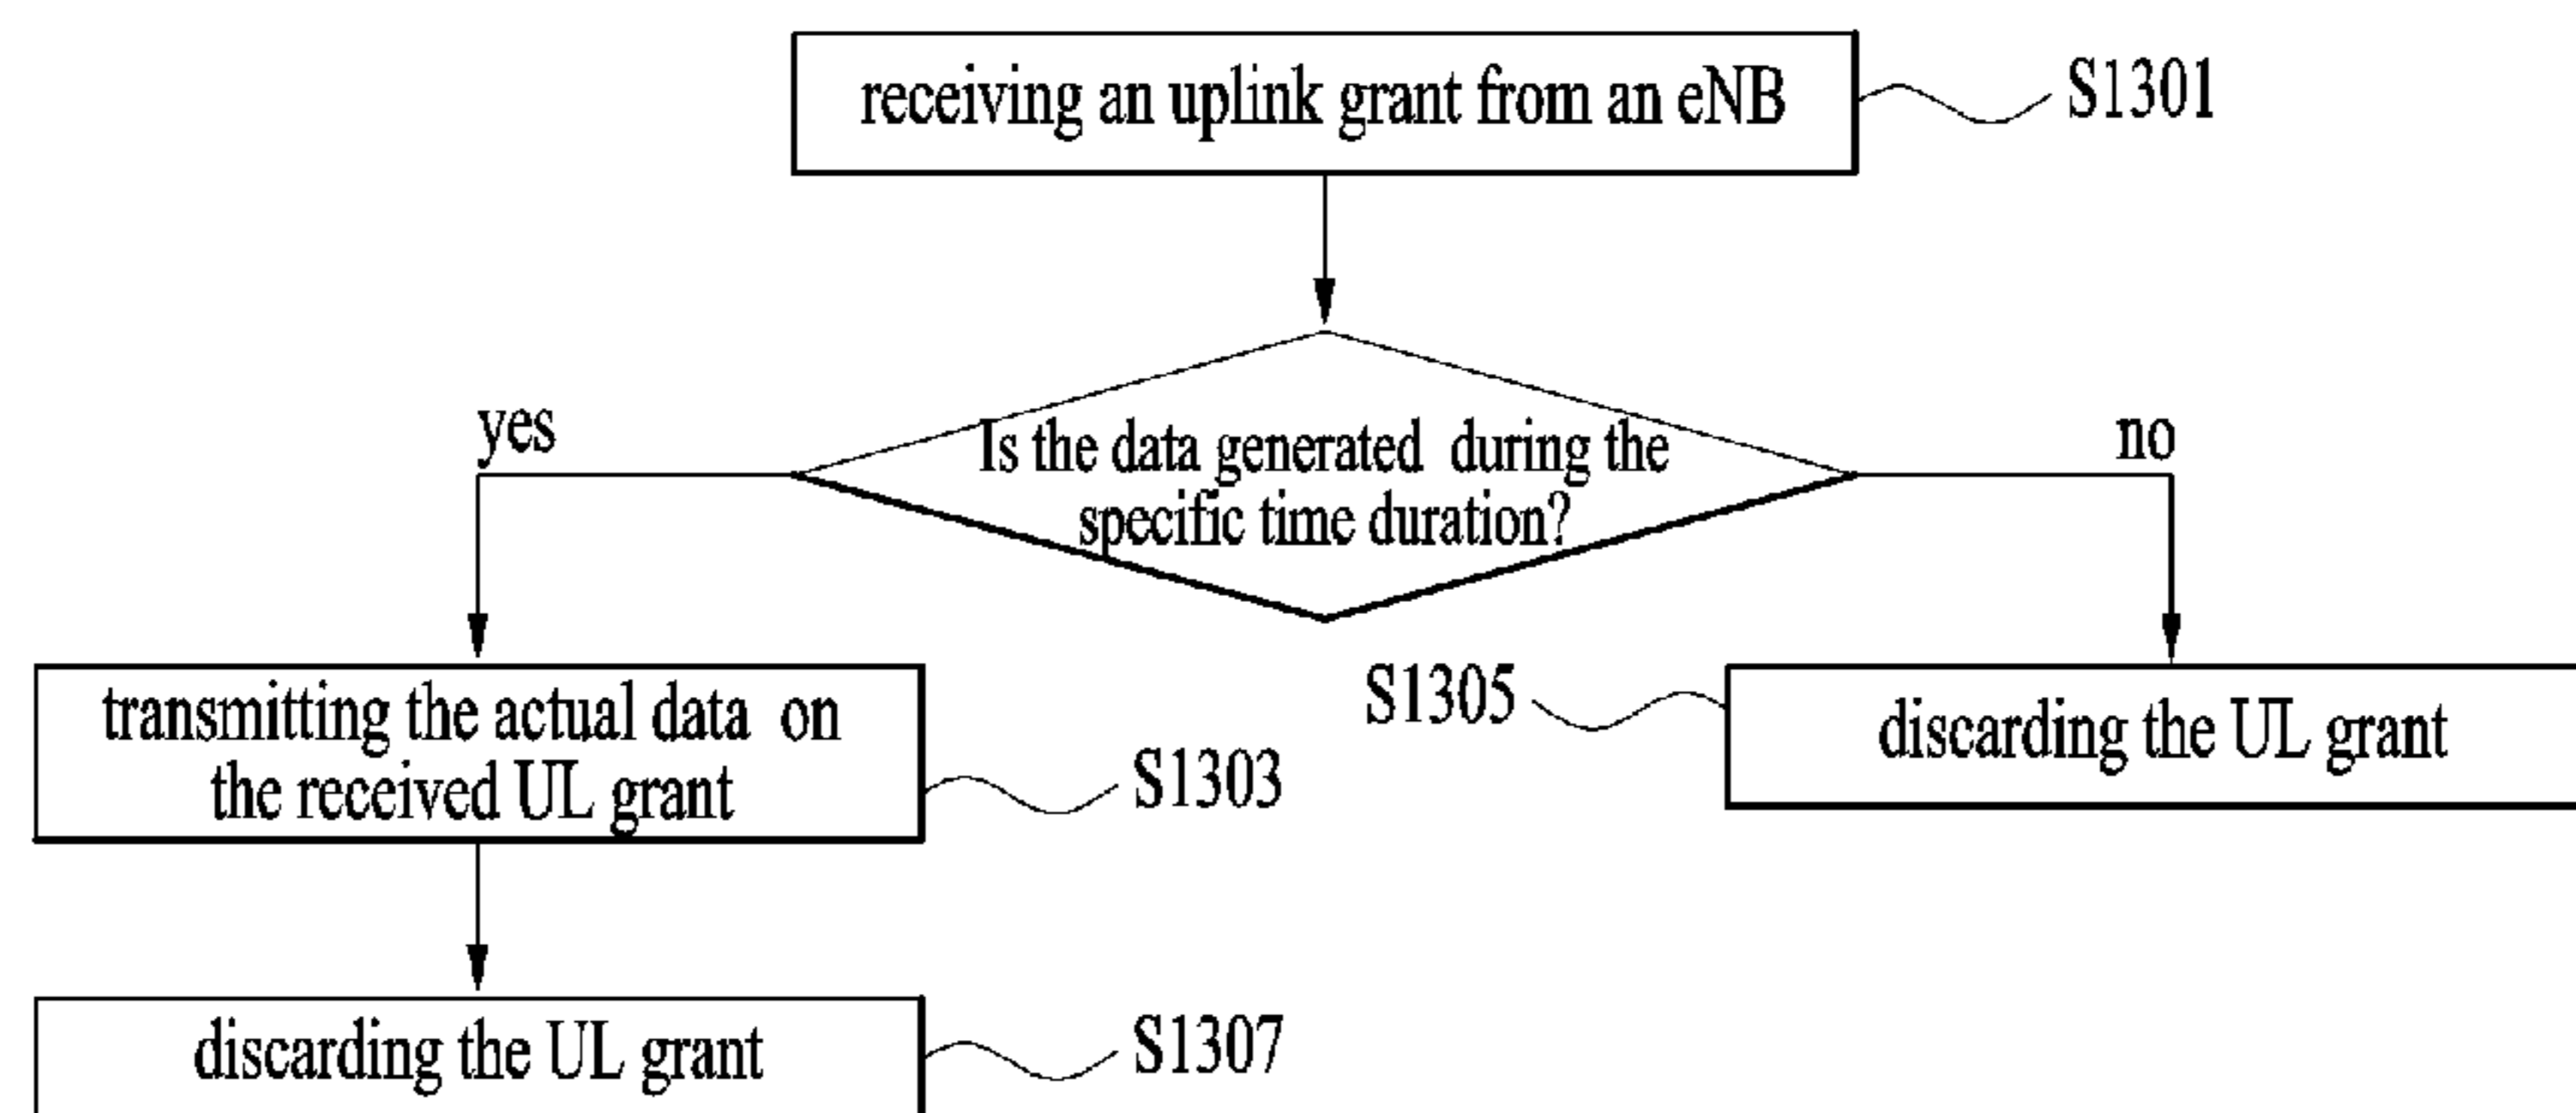 receiving an uplink grant from an eNB
S1301
yes
no
Is the data generated during the
specific time duration?
transmitting the actual data on
the received UL grant
S1303
S1305
discarding the UL grant
discarding the UL grant
S1307